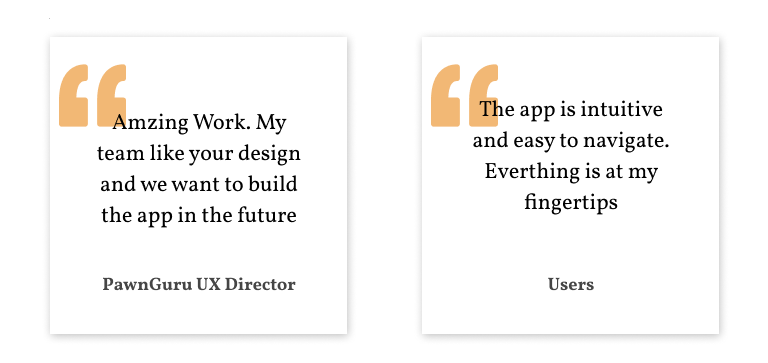 Amzing Work. My
team like your design
and we want to build
the app in the future
PawnGuru UX Director
The app is intuitive
and easy to navigate.
Everthing is at my
fingertips
Users